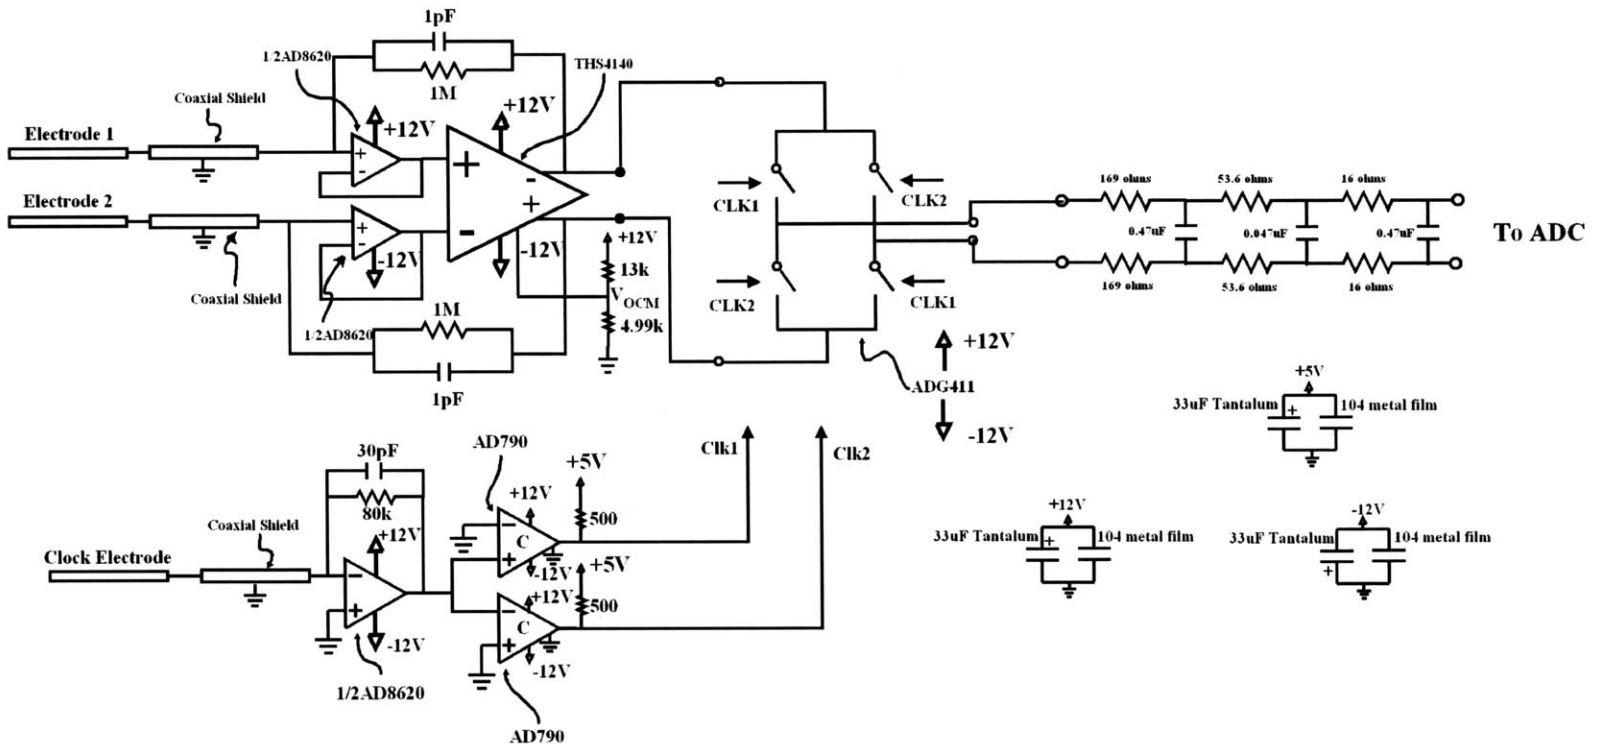 1pF
1/2AD8620
THS4140
1M
Coaxial Shield
+12V
+12V
Electrode 1
+
-
+
-
CLK1
CLK2
Electrode 2
+
-
+
-
-12V
-12V
+12V
13k
VOCM
4.99k
Coaxial Shield
1/2AD8620
1M
1pF
CLK2
CLK1
ADG411
+12V
-12V
169 ohms
53.6 ohms
16 ohms
0.47uF
0.047uF
0.47uF
169 ohms
53.6 ohms
16 ohms
To ADC
+5V
33uF Tantalum
+
104 metal film
+12V
33uF Tantalum
+
104 metal film
-12V
33uF Tantalum
+
104 metal film
30pF
80k
AD790
+5V
+12V
500
Clk1
Clk2
Coaxial Shield
+12V
Clock Electrode
-
+
-12V
1/2AD8620
-
C
+
-12V
+5V
+12V
500
-
C
+
-12V
AD790